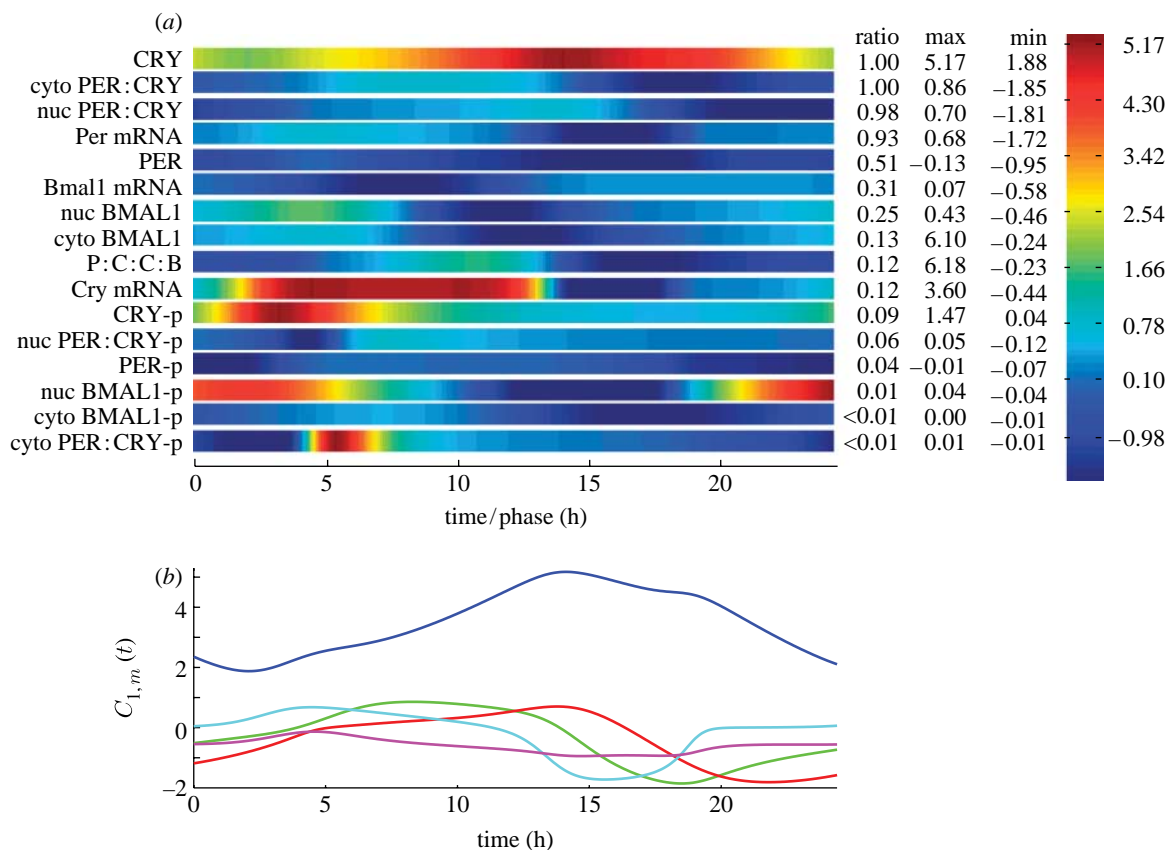 (a)
ratio max min
CRY 1.00 5.17 1.88
cyto PER:CRY 1.00 0.86 –1.85
nuc PER:CRY 0.98 0.70 –1.81
Per mRNA 0.93 0.68 –1.72
PER 0.51 –0.13 –0.95
Bmal1 mRNA 0.31 0.07 –0.58
nuc BMAL1 0.25 0.43 –0.46
cyto BMAL1 0.13 6.10 –0.24
P:C:C:B 0.12 6.18 –0.23
Cry mRNA 0.12 3.60 –0.44
CRY-p 0.09 1.47 0.04
nuc PER:CRY-p 0.06 0.05 –0.12
PER-p 0.04 –0.01 –0.07
nuc BMAL1-p 0.01 0.04 –0.04
cyto BMAL1-p <0.01 0.00 –0.01
cyto PER:CRY-p <0.01 0.01 –0.01
5.17
4.30
3.42
2.54
1.66
0.78
0.10
–0.98
0 5 10 15 20
time/phase (h)
(b)
C1,m (t)
4
2
0
–2
0 5 10 15 20
time (h)